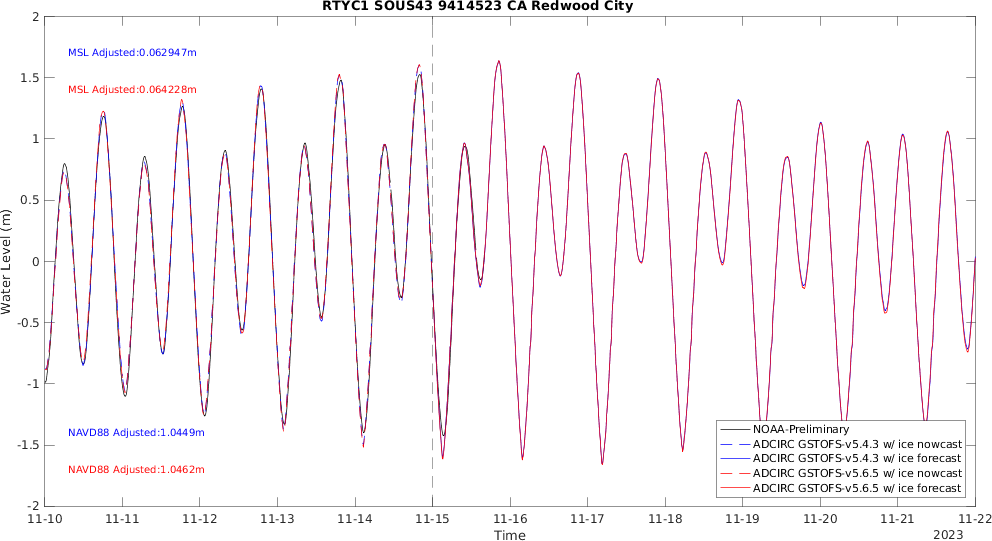 RTYC1 SOUS43 9414523 CA Redwood City
2
1.5
1
0.5
0
-0.5
-1
-1.5
-2
Water Level (m)
MSL Adjusted:0.062947m
MSL Adjusted:0.064228m
NAVD88 Adjusted:1.0449m
NAVD88 Adjusted:1.0462m
NOAA-Preliminary
ADCIRC GSTOFS-v5.4.3 w/ ice nowcast
ADCIRC GSTOFS-v5.4.3 w/ ice forecast
ADCIRC GSTOFS-v5.6.5 w/ ice nowcast
ADCIRC GSTOFS-v5.6.5 w/ ice forecast
11-10 11-11 11-12 11-13 11-14 11-15 11-16 11-17 11-18 11-19 11-20 11-21 11-22
Time
2023